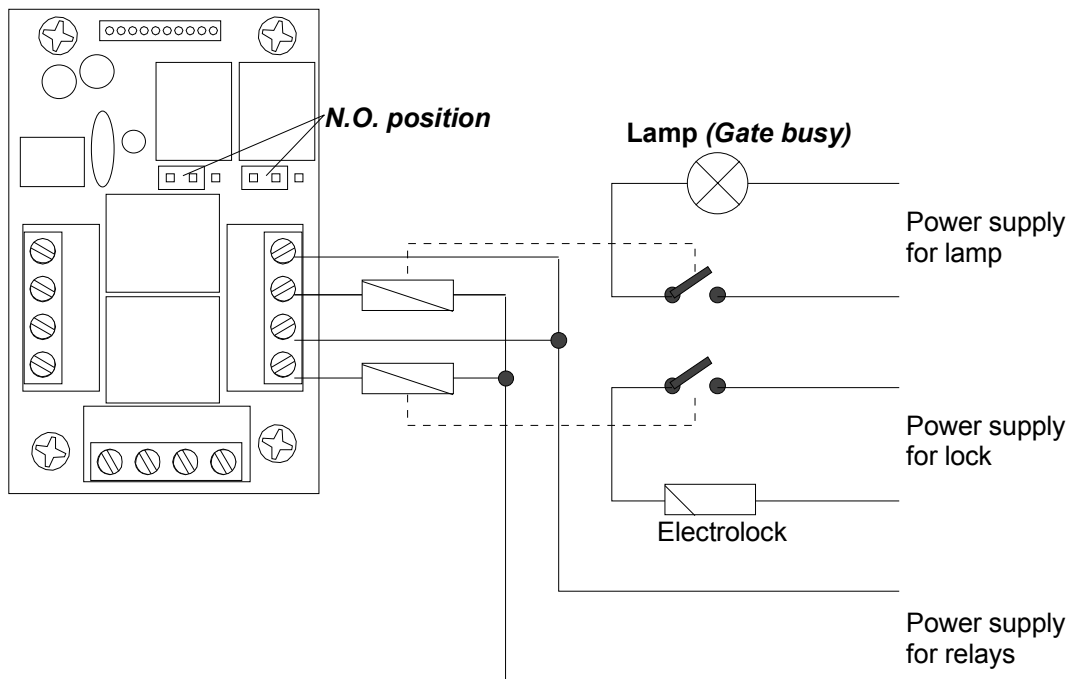 N.O. position
Lamp (Gate busy)
Power supply
for lamp
Power supply
for lock
Electrolock
Power supply
for relays